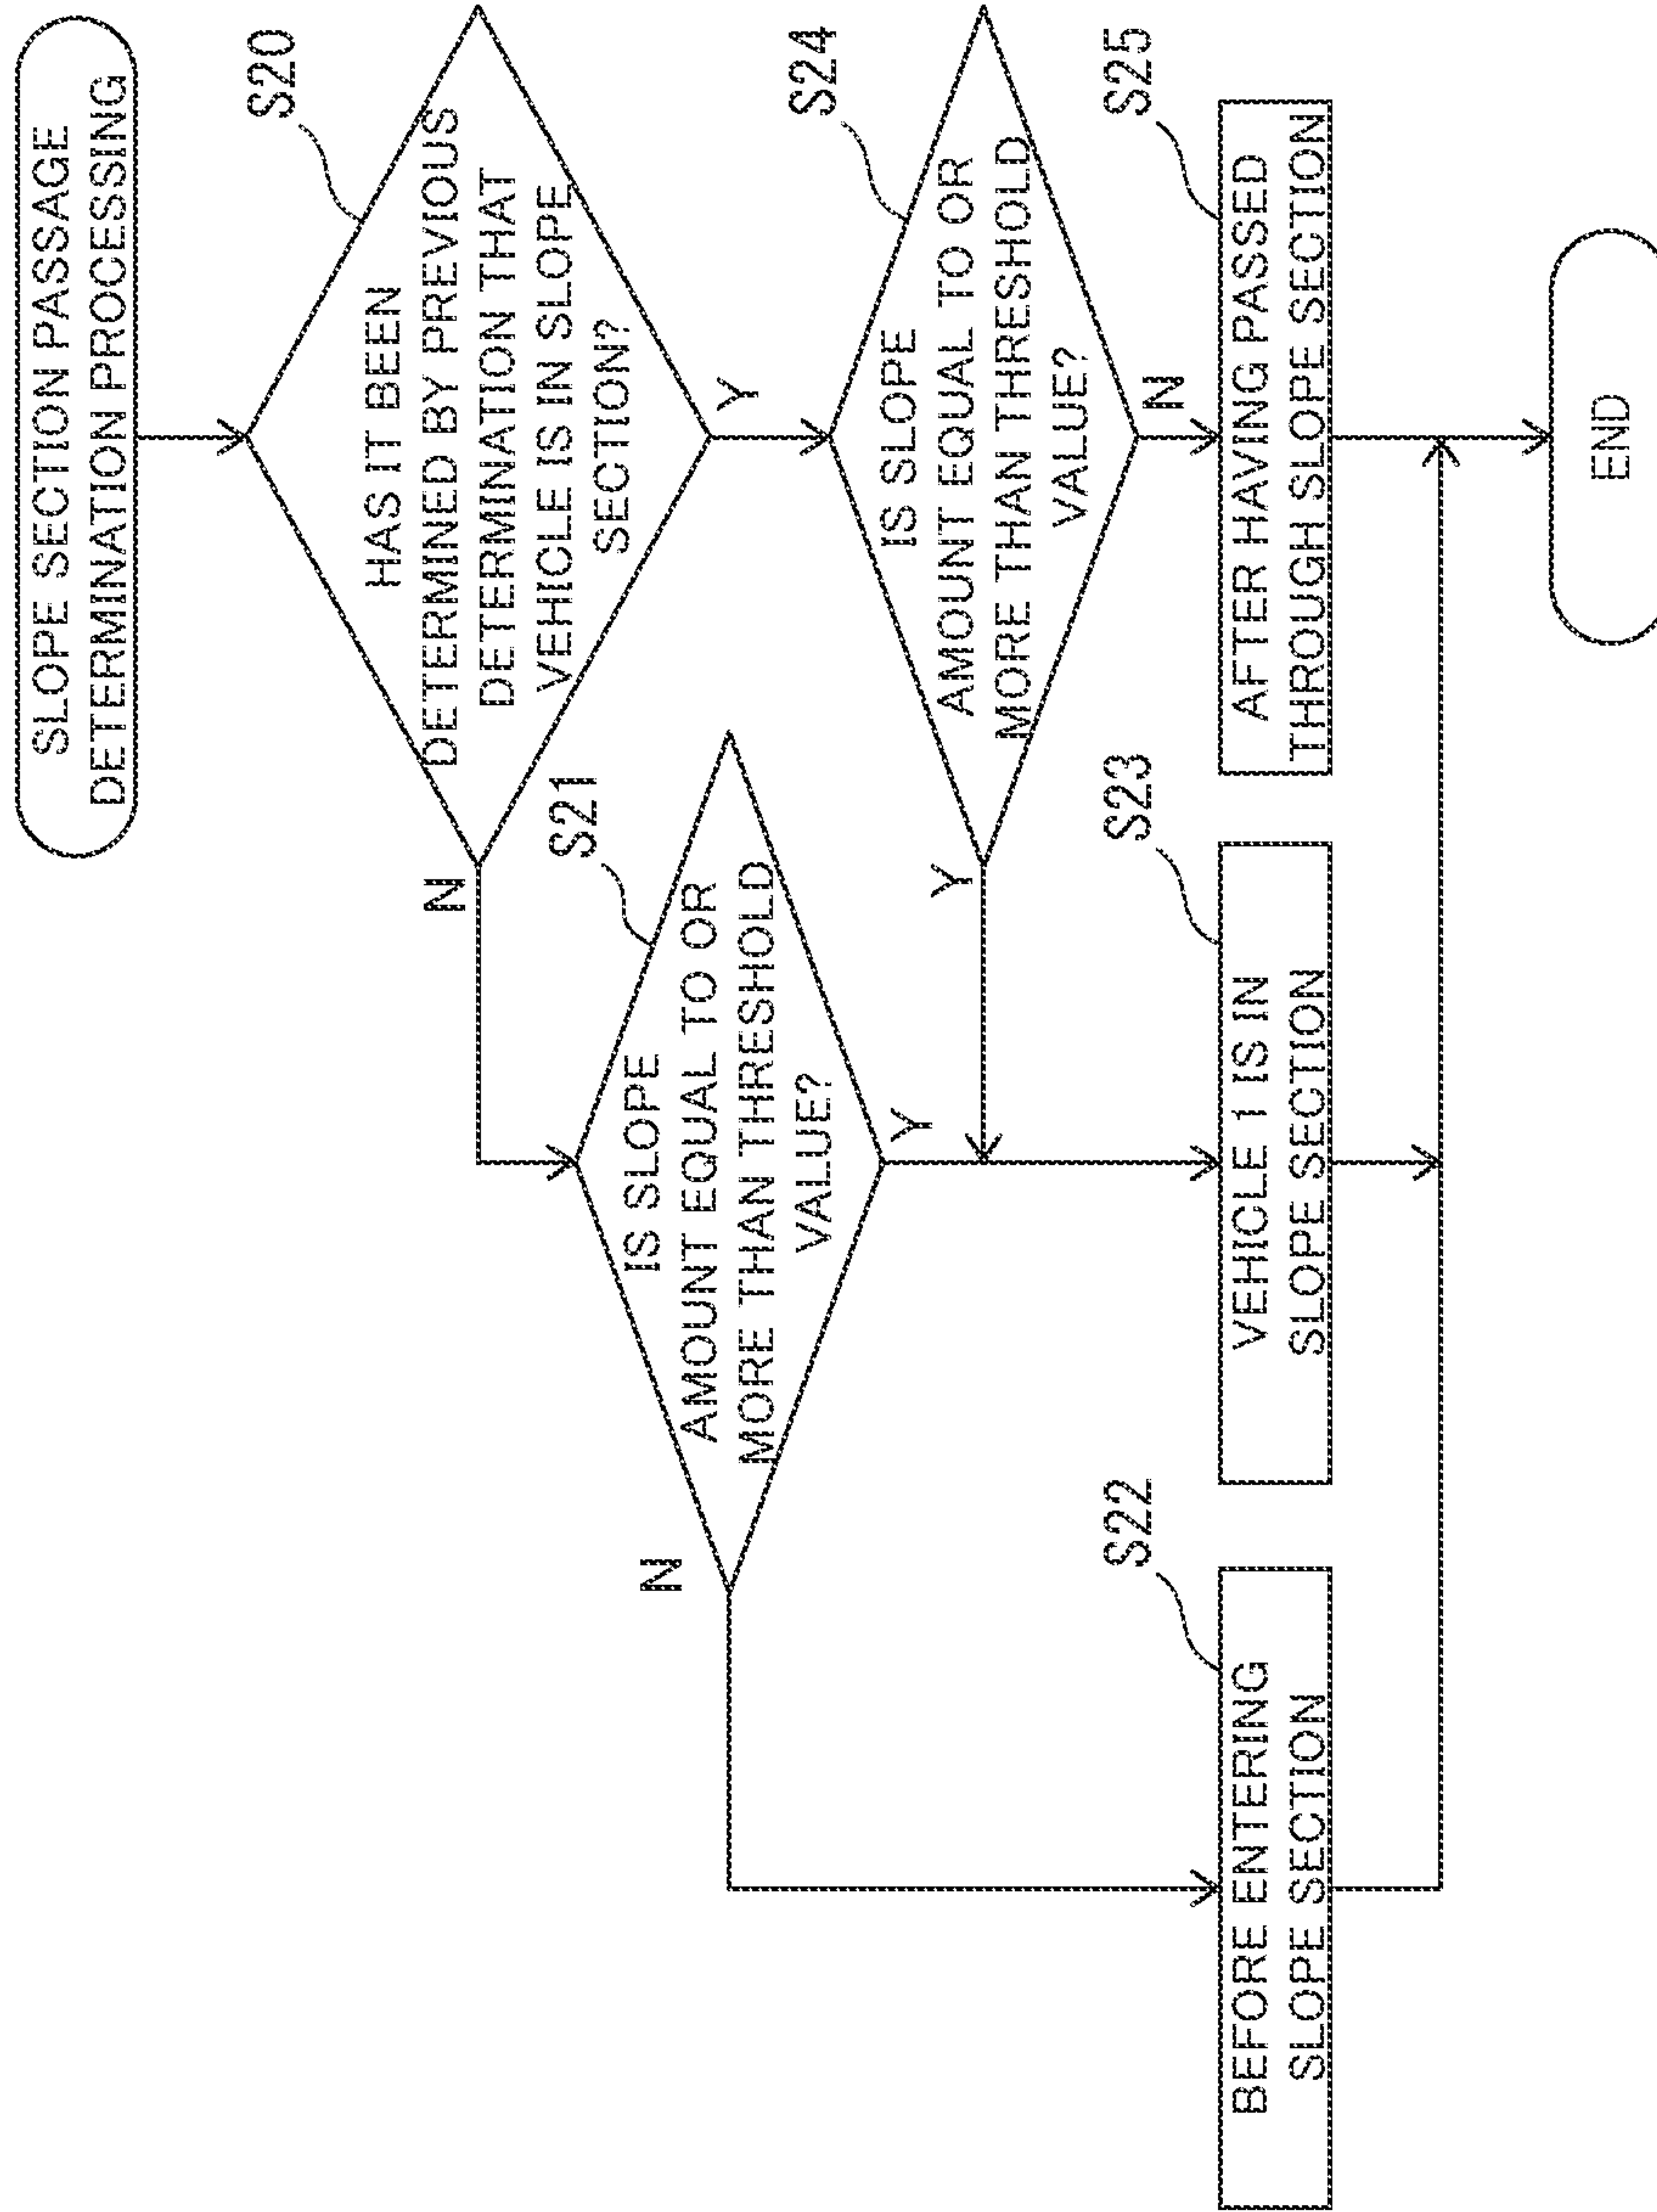 SLOPE SECTION PASSAGE
DETERMINATION PROCESSING
S20
HAS IT BEEN
DETERMINED BY PREVIOUS
DETERMINATION THAT
VEHICLE IS IN SLOPE
SECTION?
N
Y
S21
IS SLOPE
AMOUNT EQUAL TO OR
MORE THAN THRESHOLD
VALUE?
N
Y
S24
IS SLOPE
AMOUNT EQUAL TO OR
MORE THAN THRESHOLD
VALUE?
Y
N
S22
BEFORE ENTERING
SLOPE SECTION
S23
VEHICLE 1 IS IN
SLOPE SECTION
S25
AFTER HAVING PASSED
THROUGH SLOPE SECTION
END